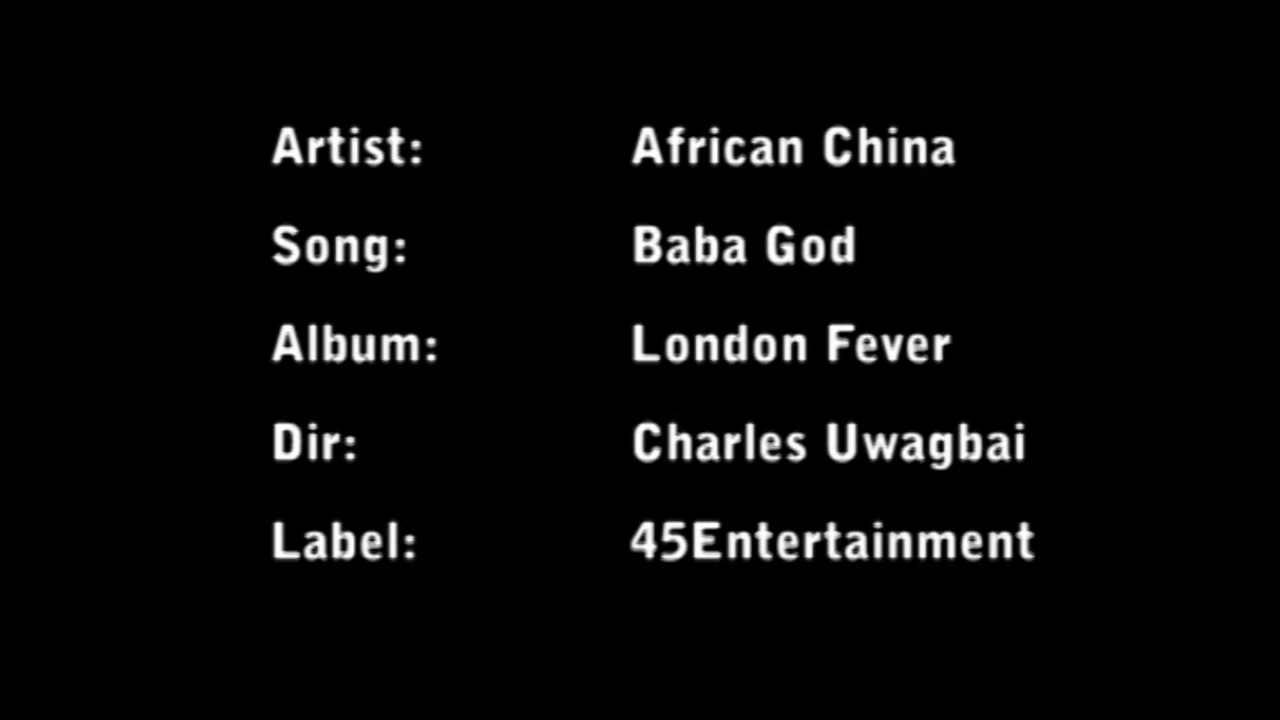 Artist: African China
Song: Baba God
Album: London Fever
Dir: Charles Uwagbai
Label: 45Entertainment